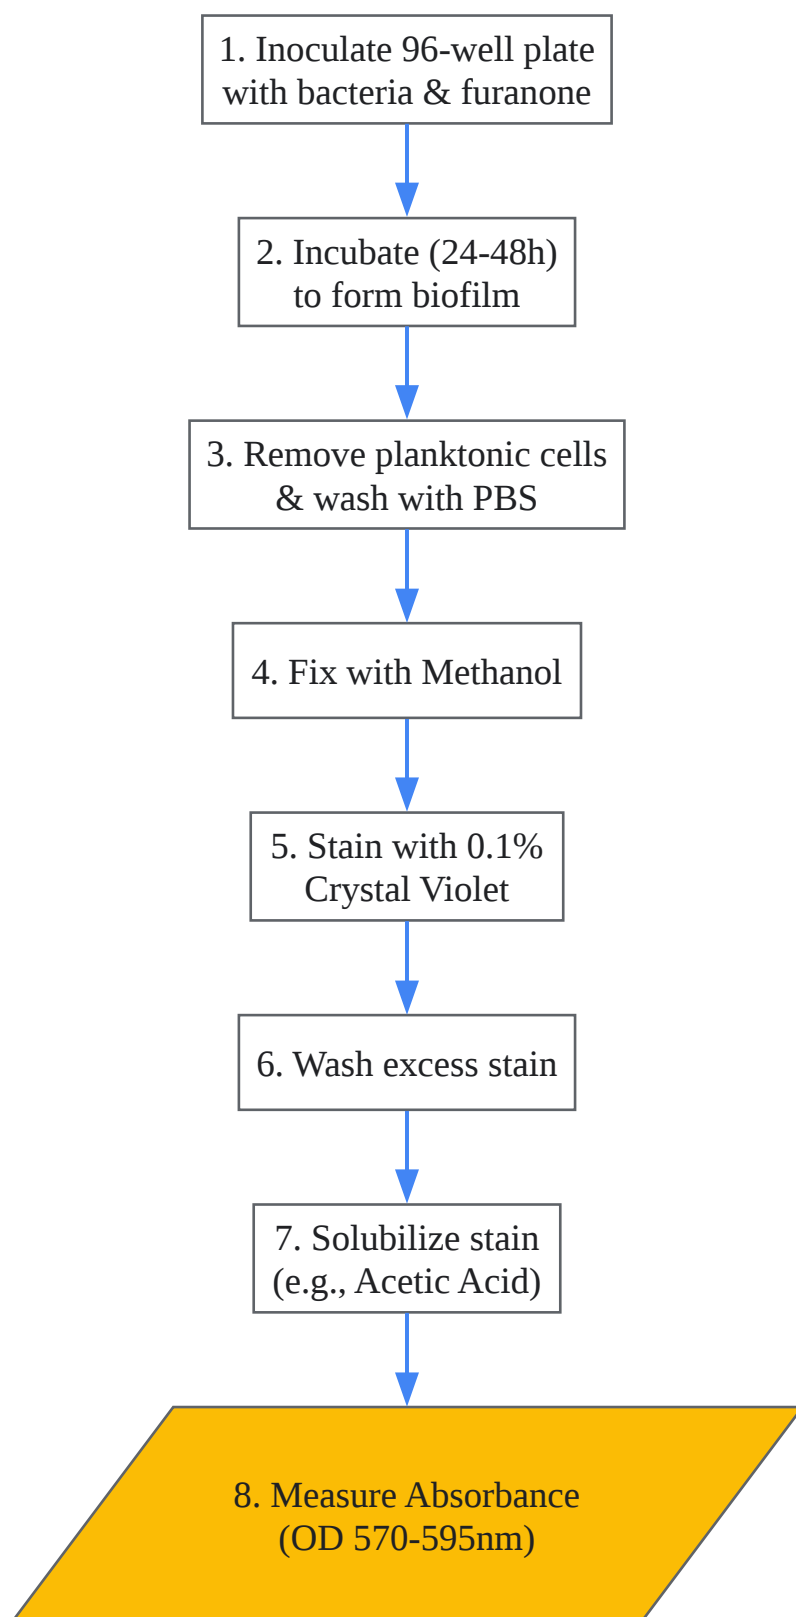 1. Inoculate 96-well plate
with bacteria & furanone
2. Incubate (24-48h)
to form biofilm
3. Remove planktonic cells
& wash with PBS
4. Fix with Methanol
5. Stain with 0.1%
Crystal Violet
6. Wash excess stain
7. Solubilize stain
(e.g., Acetic Acid)
8. Measure Absorbance
(OD 570-595nm)